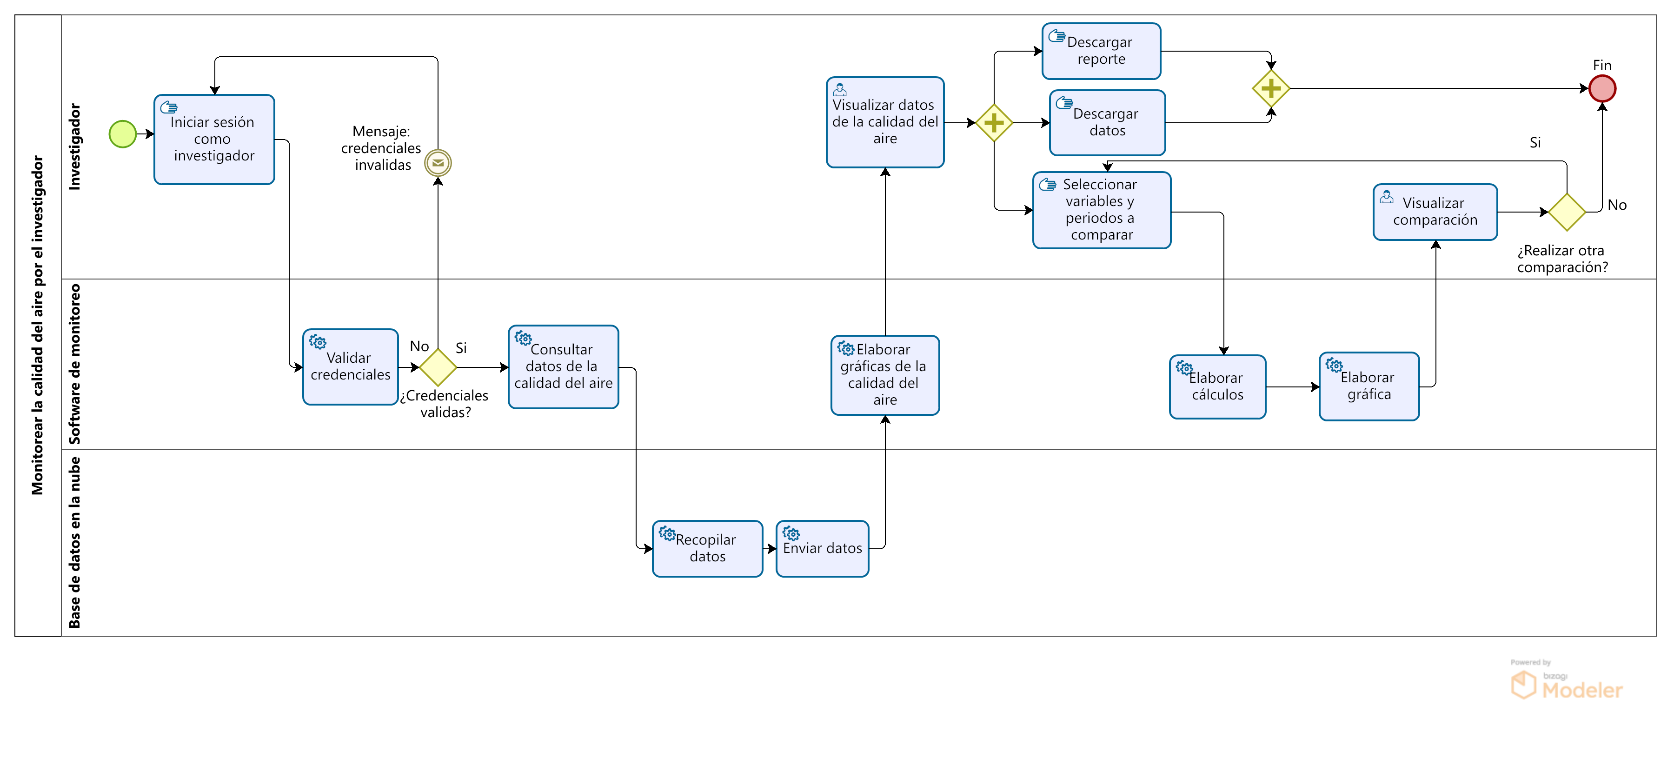 Monitorear la calidad del aire por el investigador
Investigador
Iniciar sesión
como
investigador
Mensaje:
credenciales
invalidas
Visualizar datos
de la calidad del
aire
Descargar
reporte
Descargar
datos
Seleccionar
variables y
periodos a
comparar
Visualizar
comparación
Fin
Si
No
¿Realizar otra
comparación?
Software de monitoreo
Validar
credenciales
No
Si
¿Credenciales
validas?
Consultar
datos de la
calidad del aire
Elaborar
gráficas de la
calidad del
aire
Elaborar
cálculos
Elaborar
gráfica
Base de datos en la nube
Recopilar
datos
Enviar datos
Powered by
bizagi
Modeler